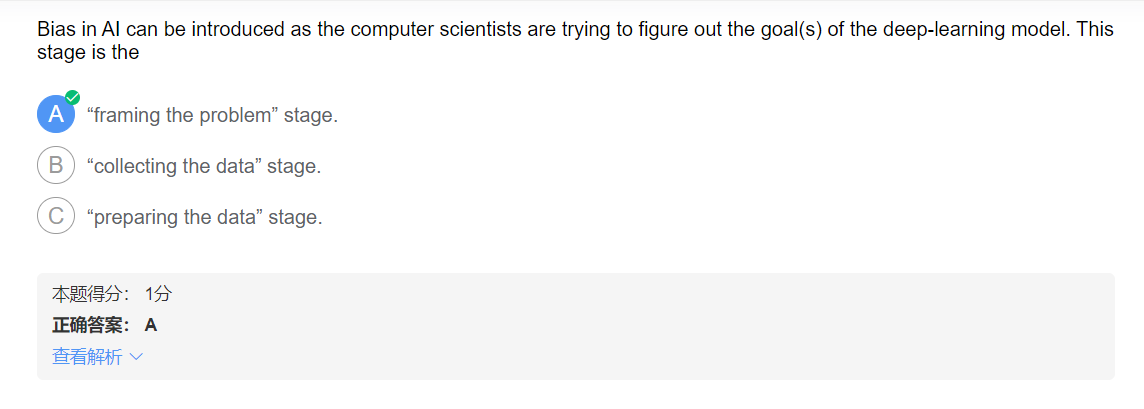 Bias in AI can be introduced as the computer scientists are trying to figure out the goal(s) of the deep-learning model. This
stage is the
A “framing the problem” stage.
B “collecting the data” stage.
C “preparing the data” stage.
本题得分： 1分
正确答案： A
查看解析